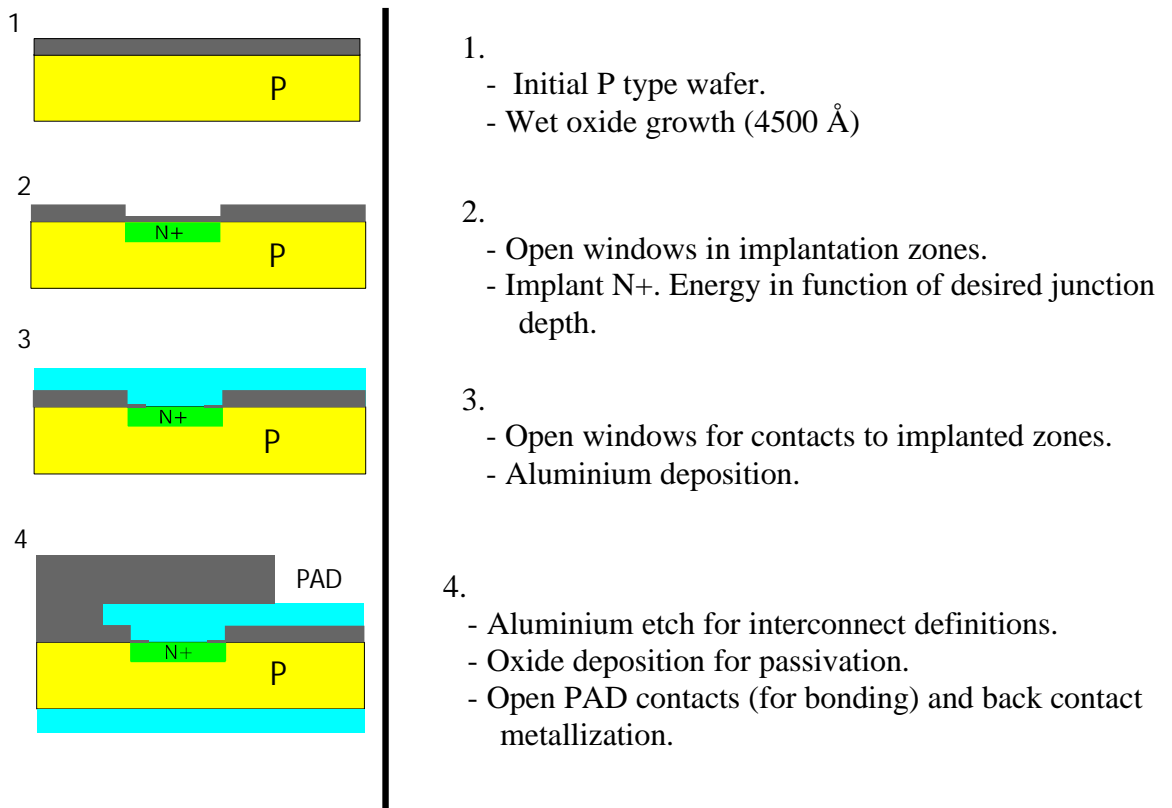 1
P
2
N+
P
3
N+
P
4
PAD
N+
P
1.
- Initial P type wafer.
- Wet oxide growth (4500 Å)
2.
- Open windows in implantation zones.
- Implant N+. Energy in function of desired junction
depth.
3.
- Open windows for contacts to implanted zones.
- Aluminium deposition.
4.
- Aluminium etch for interconnect definitions.
- Oxide deposition for passivation.
- Open PAD contacts (for bonding) and back contact
metallization.